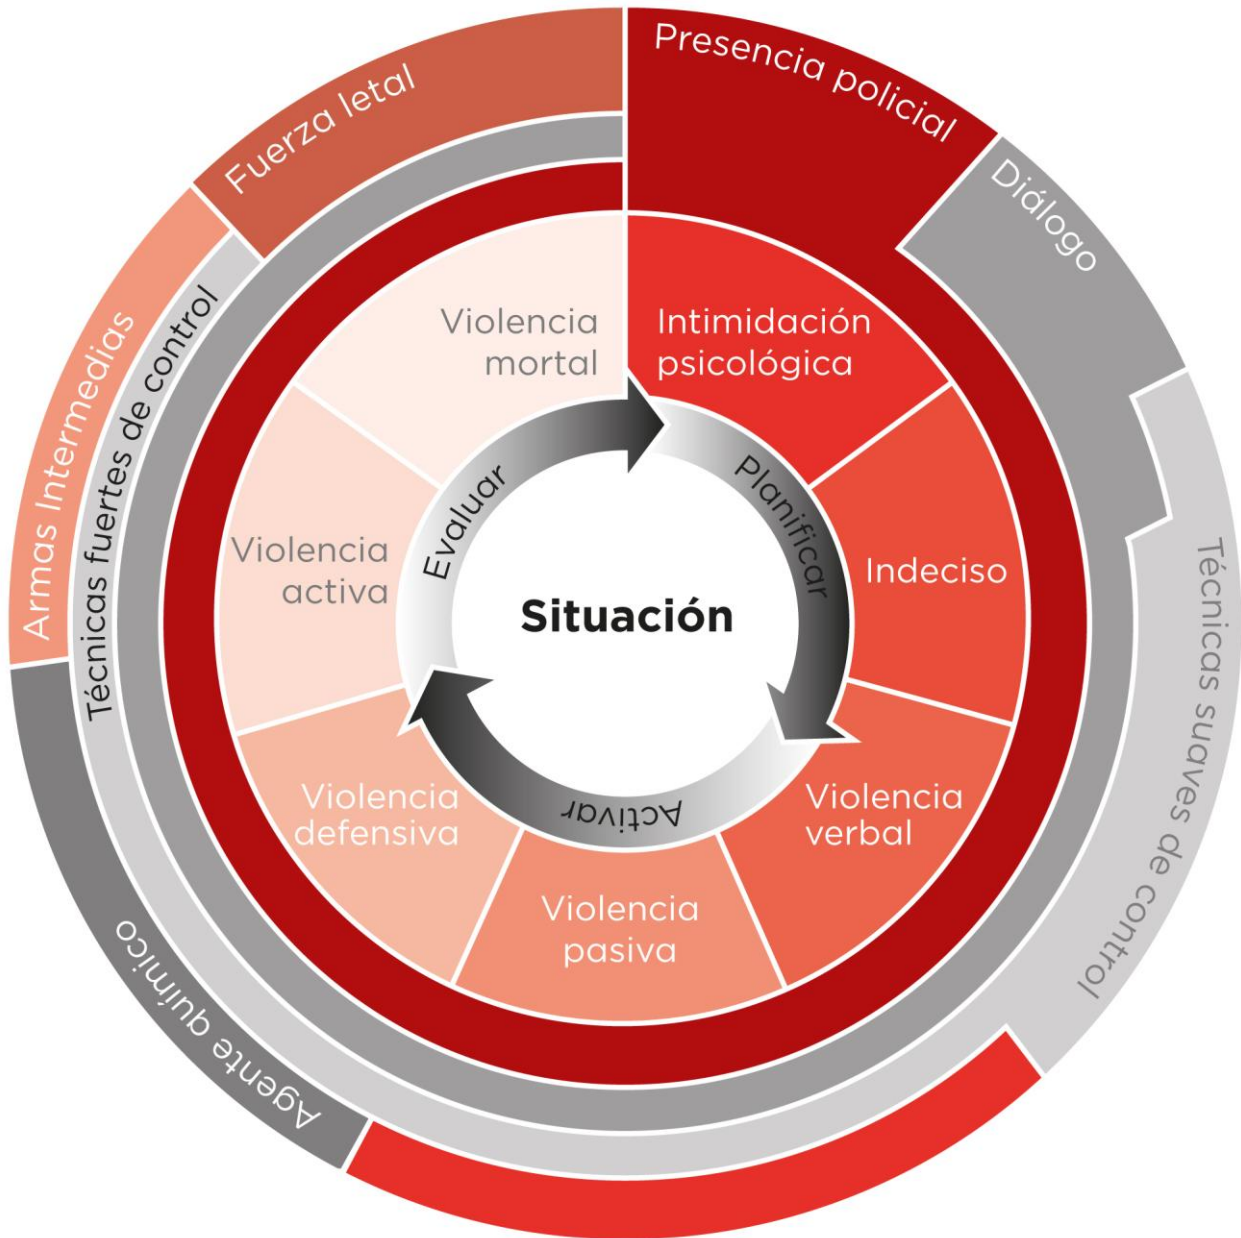 Presencia policial
Diálogo
Técnicas suaves de control
Agente químico
Armas Intermedias
Técnicas fuertes de control
Fuerza letal
Intimidación
psicológica
Indeciso
Violencia
verbal
Violencia
pasiva
Violencia
defensiva
Violencia
activa
Violencia
mortal
Planificar
Activar
Evaluar
Situación